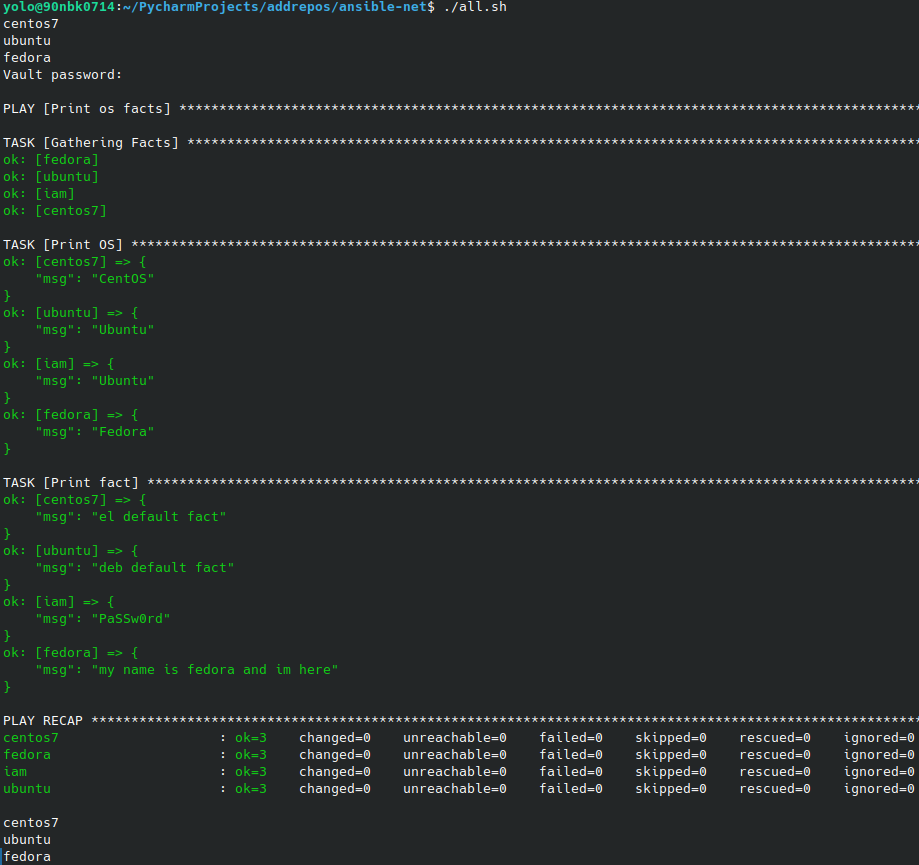 yolo@90nbk0714:~/PycharmProjects/addrepos/ansible-net$ ./all.sh
centos7
ubuntu
fedora
Vault password:
PLAY [Print os facts] ********************************************************************************************
TASK [Gathering Facts] *******************************************************************************************
ok: [fedora]
ok: [ubuntu]
ok: [iam]
ok: [centos7]
TASK [Print OS] **************************************************************************************************
ok: [centos7] => {
    "msg": "CentOS"
}
ok: [ubuntu] => {
    "msg": "Ubuntu"
}
ok: [iam] => {
    "msg": "Ubuntu"
}
ok: [fedora] => {
    "msg": "Fedora"
}
TASK [Print fact] ************************************************************************************************
ok: [centos7] => {
    "msg": "el default fact"
}
ok: [ubuntu] => {
    "msg": "deb default fact"
}
ok: [iam] => {
    "msg": "PaSSw0rd"
}
ok: [fedora] => {
    "msg": "my name is fedora and im here"
}
PLAY RECAP *******************************************************************************************************
centos7                    : ok=3    changed=0    unreachable=0    failed=0    skipped=0    rescued=0    ignored=0
fedora                     : ok=3    changed=0    unreachable=0    failed=0    skipped=0    rescued=0    ignored=0
iam                        : ok=3    changed=0    unreachable=0    failed=0    skipped=0    rescued=0    ignored=0
ubuntu                     : ok=3    changed=0    unreachable=0    failed=0    skipped=0    rescued=0    ignored=0
centos7
ubuntu
fedora